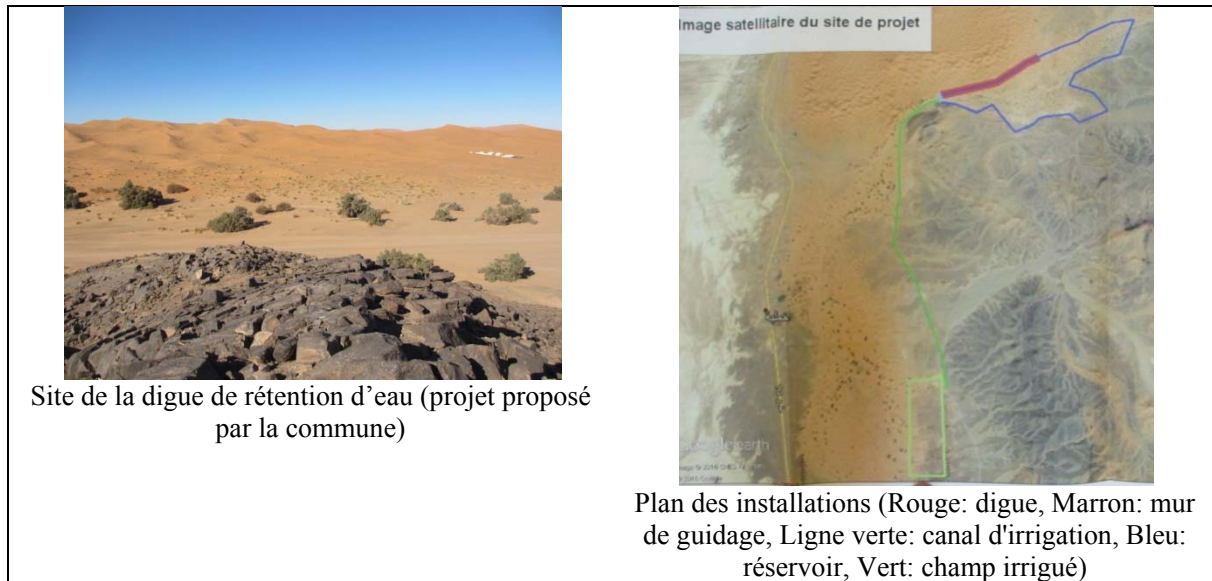 Image satellitaire du site de projet
Site de la digue de rétention d’eau (projet proposé
par la commune)
Plan des installations (Rouge: digue, Marron: mur
de guidage, Ligne verte: canal d'irrigation, Bleu:
réservoir, Vert: champ irrigué)